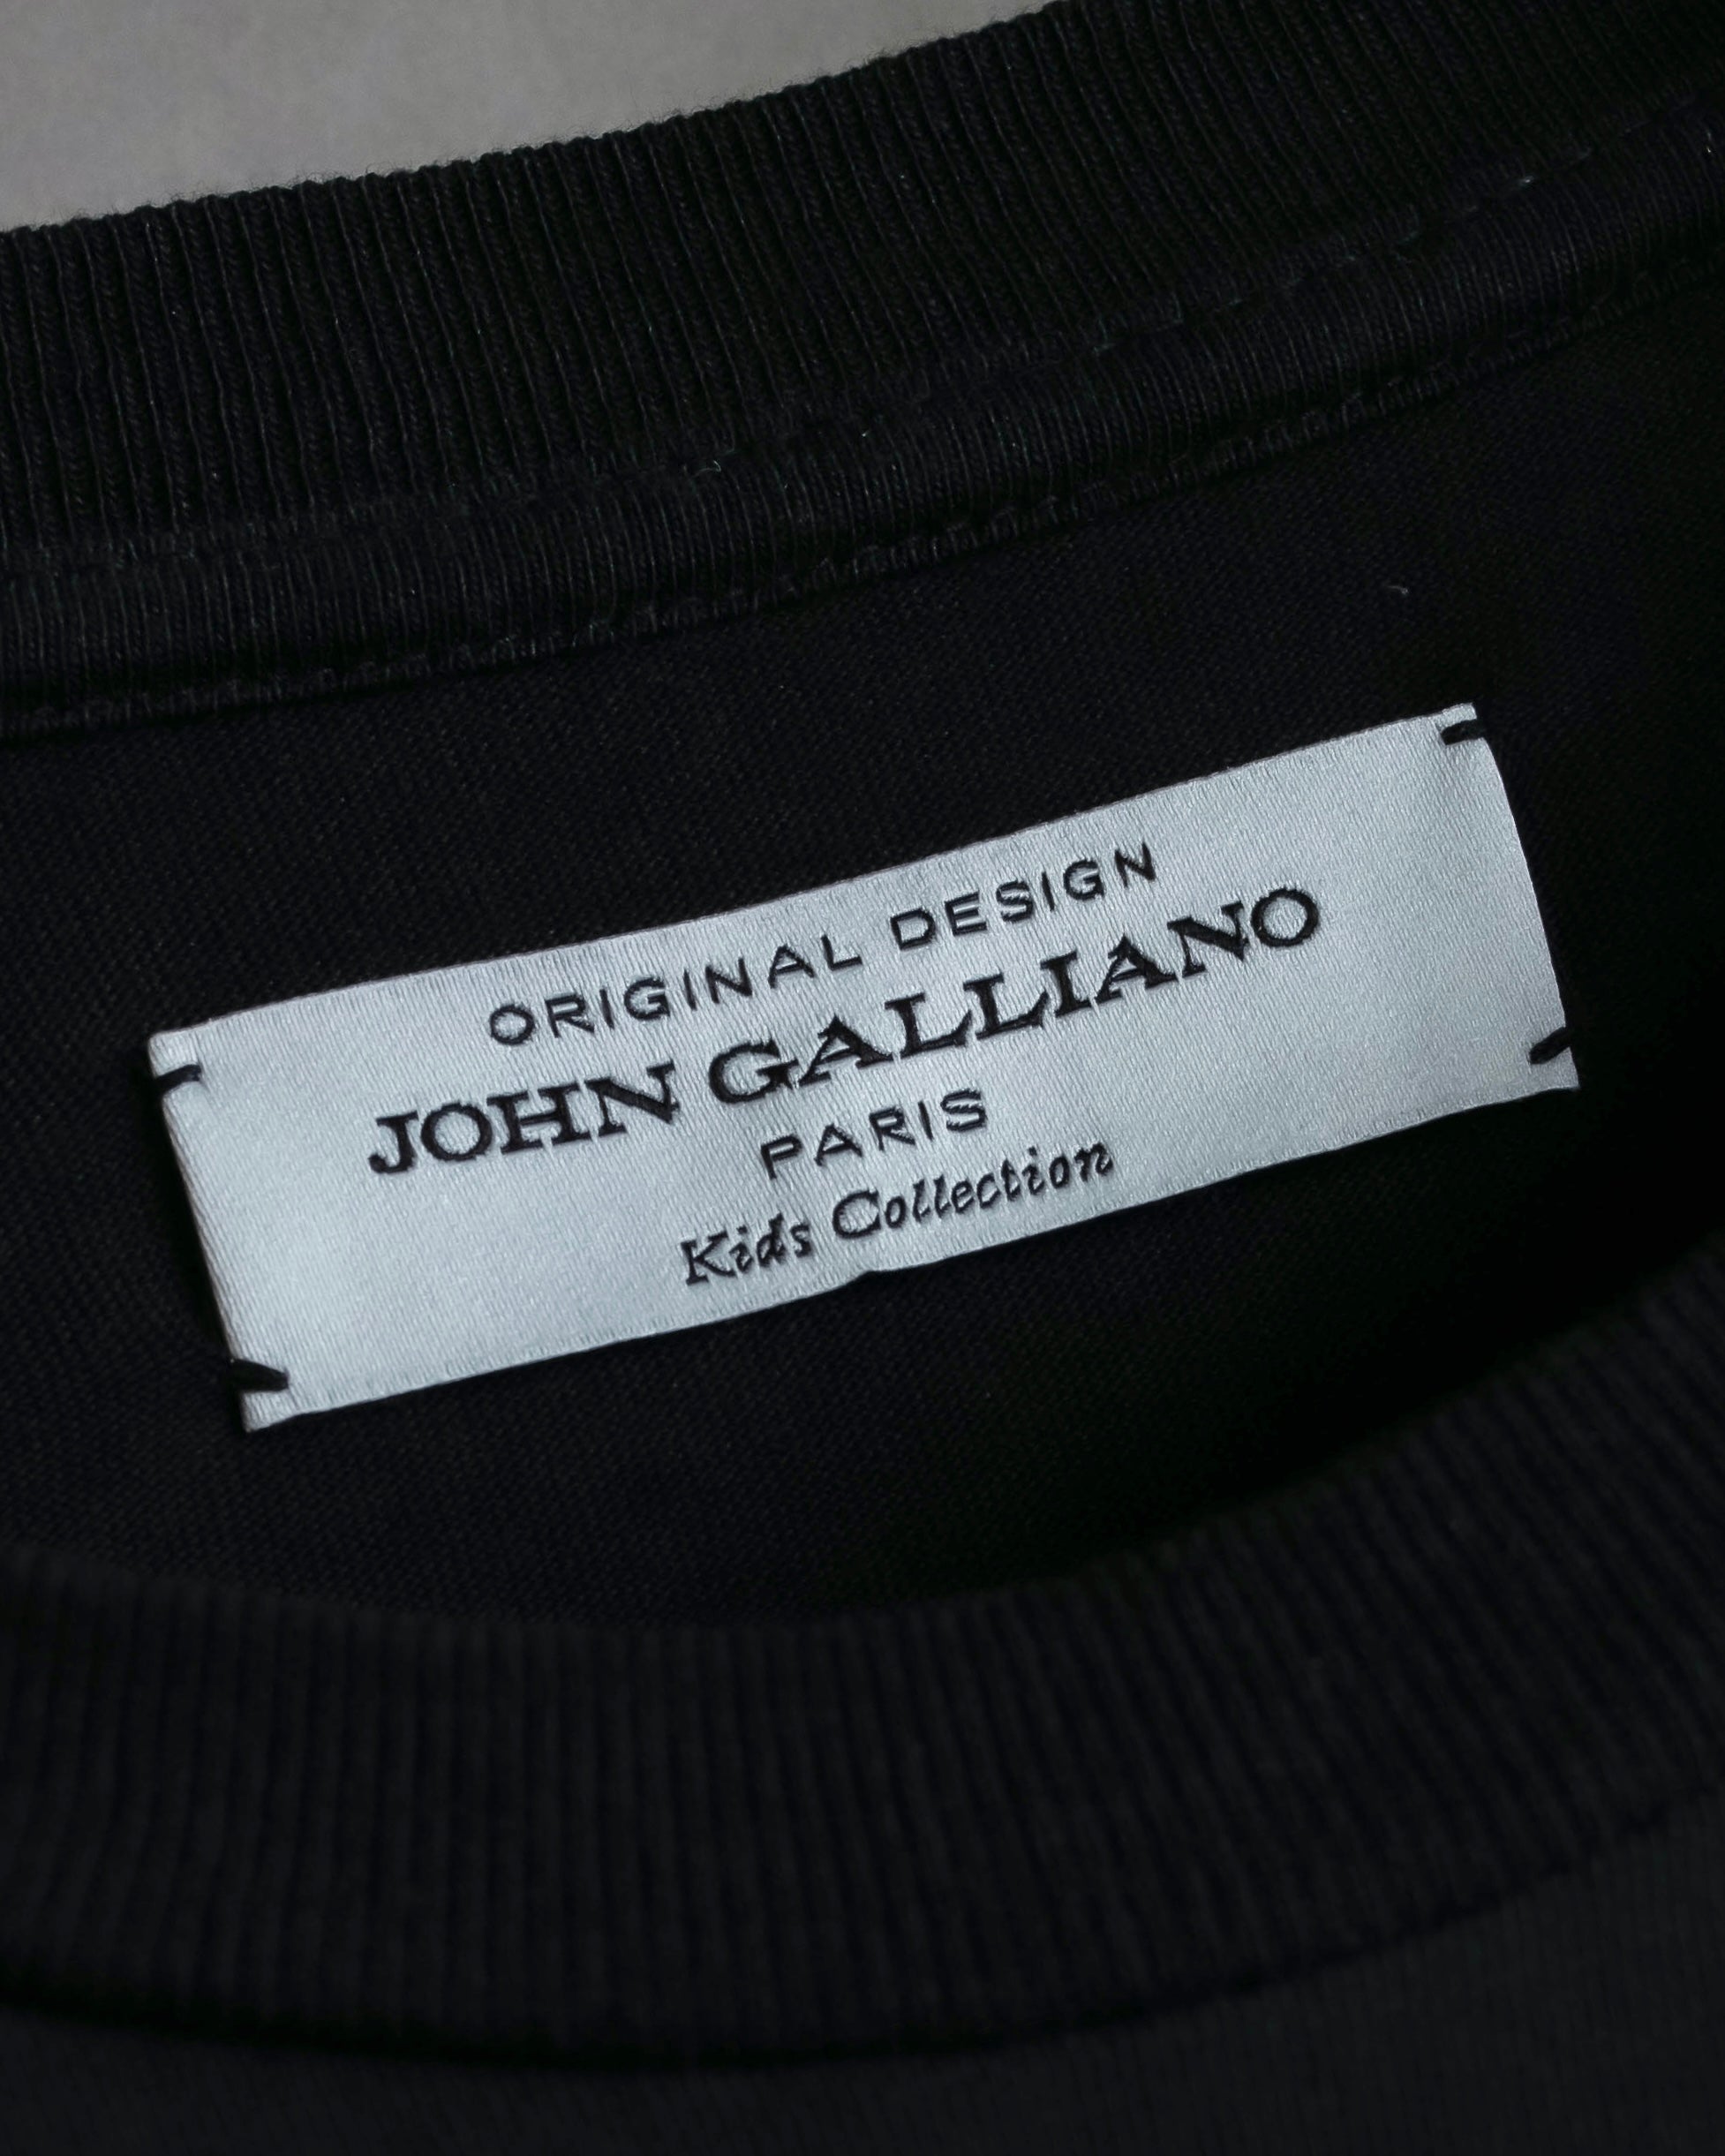 ORIGINAL DESIGN
JOHN GALLIANO
PARIS
Kids Collection